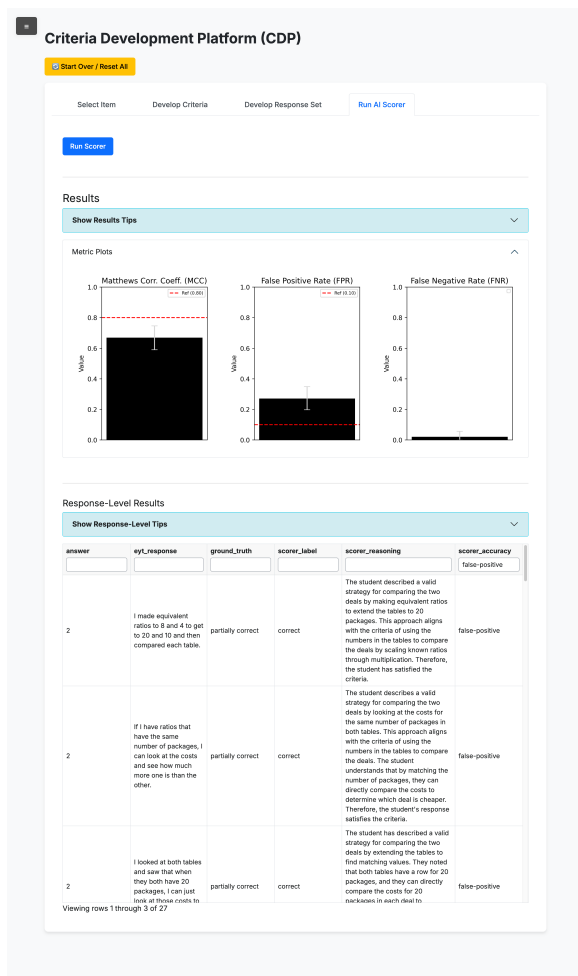 Criteria Development Platform (CDP)
Start Over / Reset All
Select Item
Develop Criteria
Develop Response Set
Run AI Scorer
Run Scorer
Results
Show Results Tips
Metric Plots
Matthews Corr. Coeff. (MCC)
Ref (0.80)
Value
1.0
0.8
0.6
0.4
0.2
0.0
False Positive Rate (FPR)
Ref (0.10)
Value
1.0
0.8
0.6
0.4
0.2
0.0
False Negative Rate (FNR)
Value
1.0
0.8
0.6
0.4
0.2
0.0
Response-Level Results
Show Response-Level Tips
answer
eyt_response
ground_truth
scorer_label
scorer_reasoning
scorer_accuracy
false-positive
2
I made equivalent
ratios to 8 and 4 to get
to 20 and 10 and then
compared each table.
partially correct
correct
The student described a valid
strategy for comparing the two
deals by making equivalent ratios
to extend the tables to 20
packages. This approach aligns
with the criteria of using the
numbers in the tables to compare
the deals by scaling known ratios
through multiplication. Therefore,
the student has satisfied the
criteria.
false-positive
2
If I have ratios that
have the same
number of packages, I
can look at the costs
and see how much
more one is than the
other.
partially correct
correct
The student describes a valid
strategy for comparing the two
deals by looking at the costs for
the same number of packages in
both tables. This approach aligns
with the criteria of using the
numbers in the tables to compare
the deals. The student
understands that by matching the
number of packages, they can
directly compare the costs to
determine which deal is cheaper.
Therefore, the student's response
satisfies the criteria.
false-positive
2
I looked at both tables
and saw that when
they both have 20
packages, I can just
look at those costs to
partially correct
correct
The student has described a valid
strategy for comparing the two
deals by extending the tables to
find matching values. They noted
that both tables have a row for 20
packages, and they can directly
compare the costs for 20
packages in each deal to
false-positive
Viewing rows 1 through 3 of 27